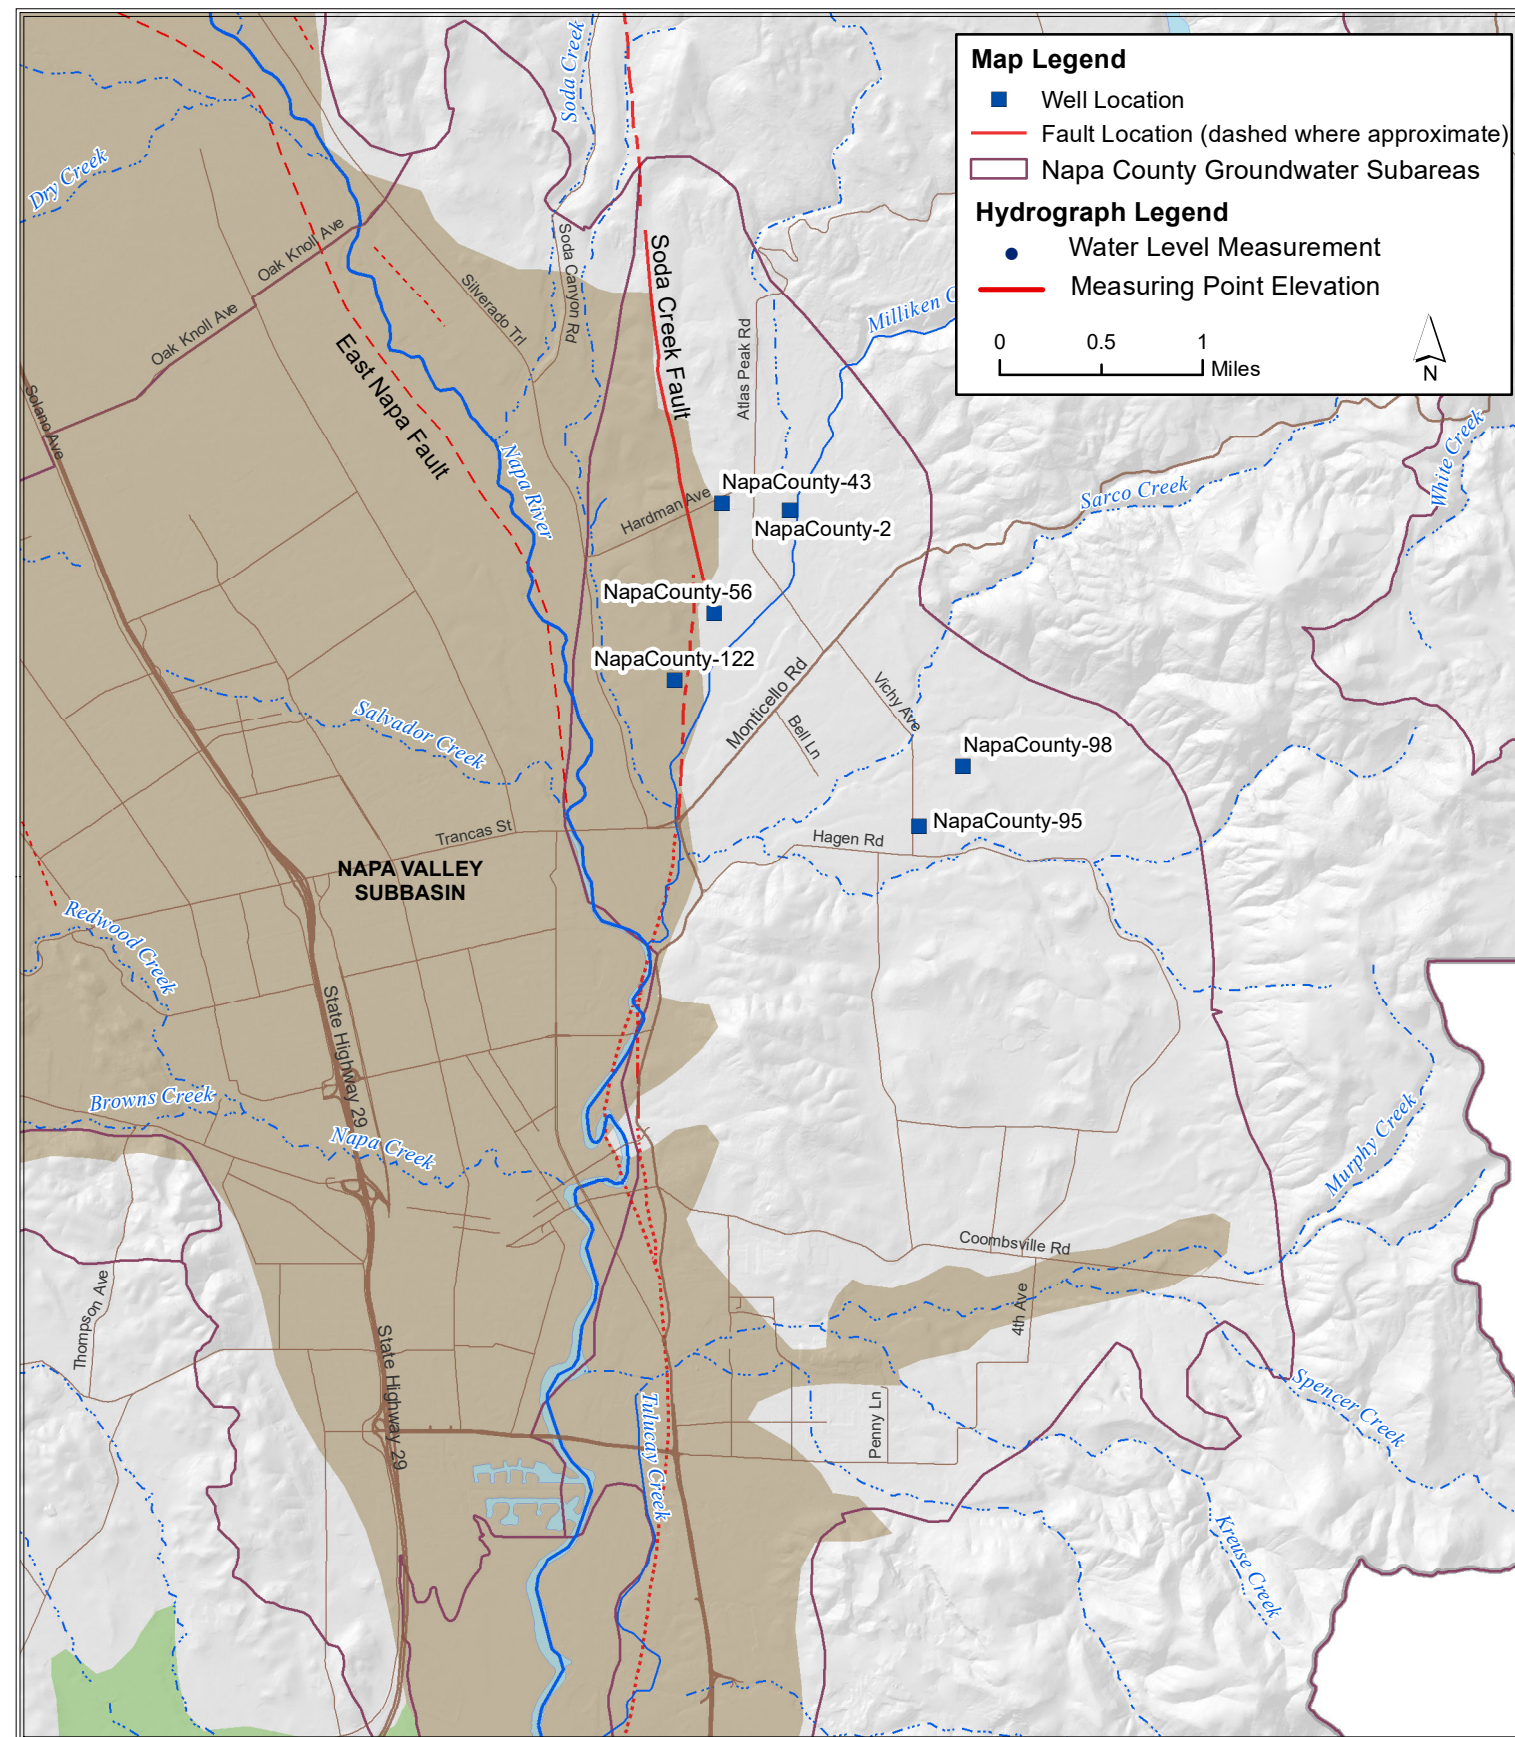 Map Legend
Well Location
Fault Location (dashed where approximate)
Napa County Groundwater Subareas
Hydrograph Legend
Water Level Measurement
Measuring Point Elevation
0 0.5 1
Miles
N
Soda Creek
Dry Creek
Oak Knoll Ave
Oak Knoll Ave
Silverado Trl
Soda Canyon Rd
Soda Creek Fault
Atlas Peak Rd
Milliken C
East Napa Fault
Solano Ave
Napa River
White Creek
Sarco Creek
NapaCounty-43
Hardman Ave
NapaCounty-2
NapaCounty-56
NapaCounty-122
Monticello Rd
Vichy Ave
Bell Ln
Salvador Creek
NapaCounty-98
NapaCounty-95
Trancas St
Hagen Rd
NAPA VALLEY
SUBBASIN
Redwood Creek
State Highway 29
Browns Creek
Napa Creek
Murphy Creek
Coombsville Rd
4th Ave
Thompson Ave
State Highway 29
Tulucay Creek
Penny Ln
Spencer Creek
Kreuse Creek